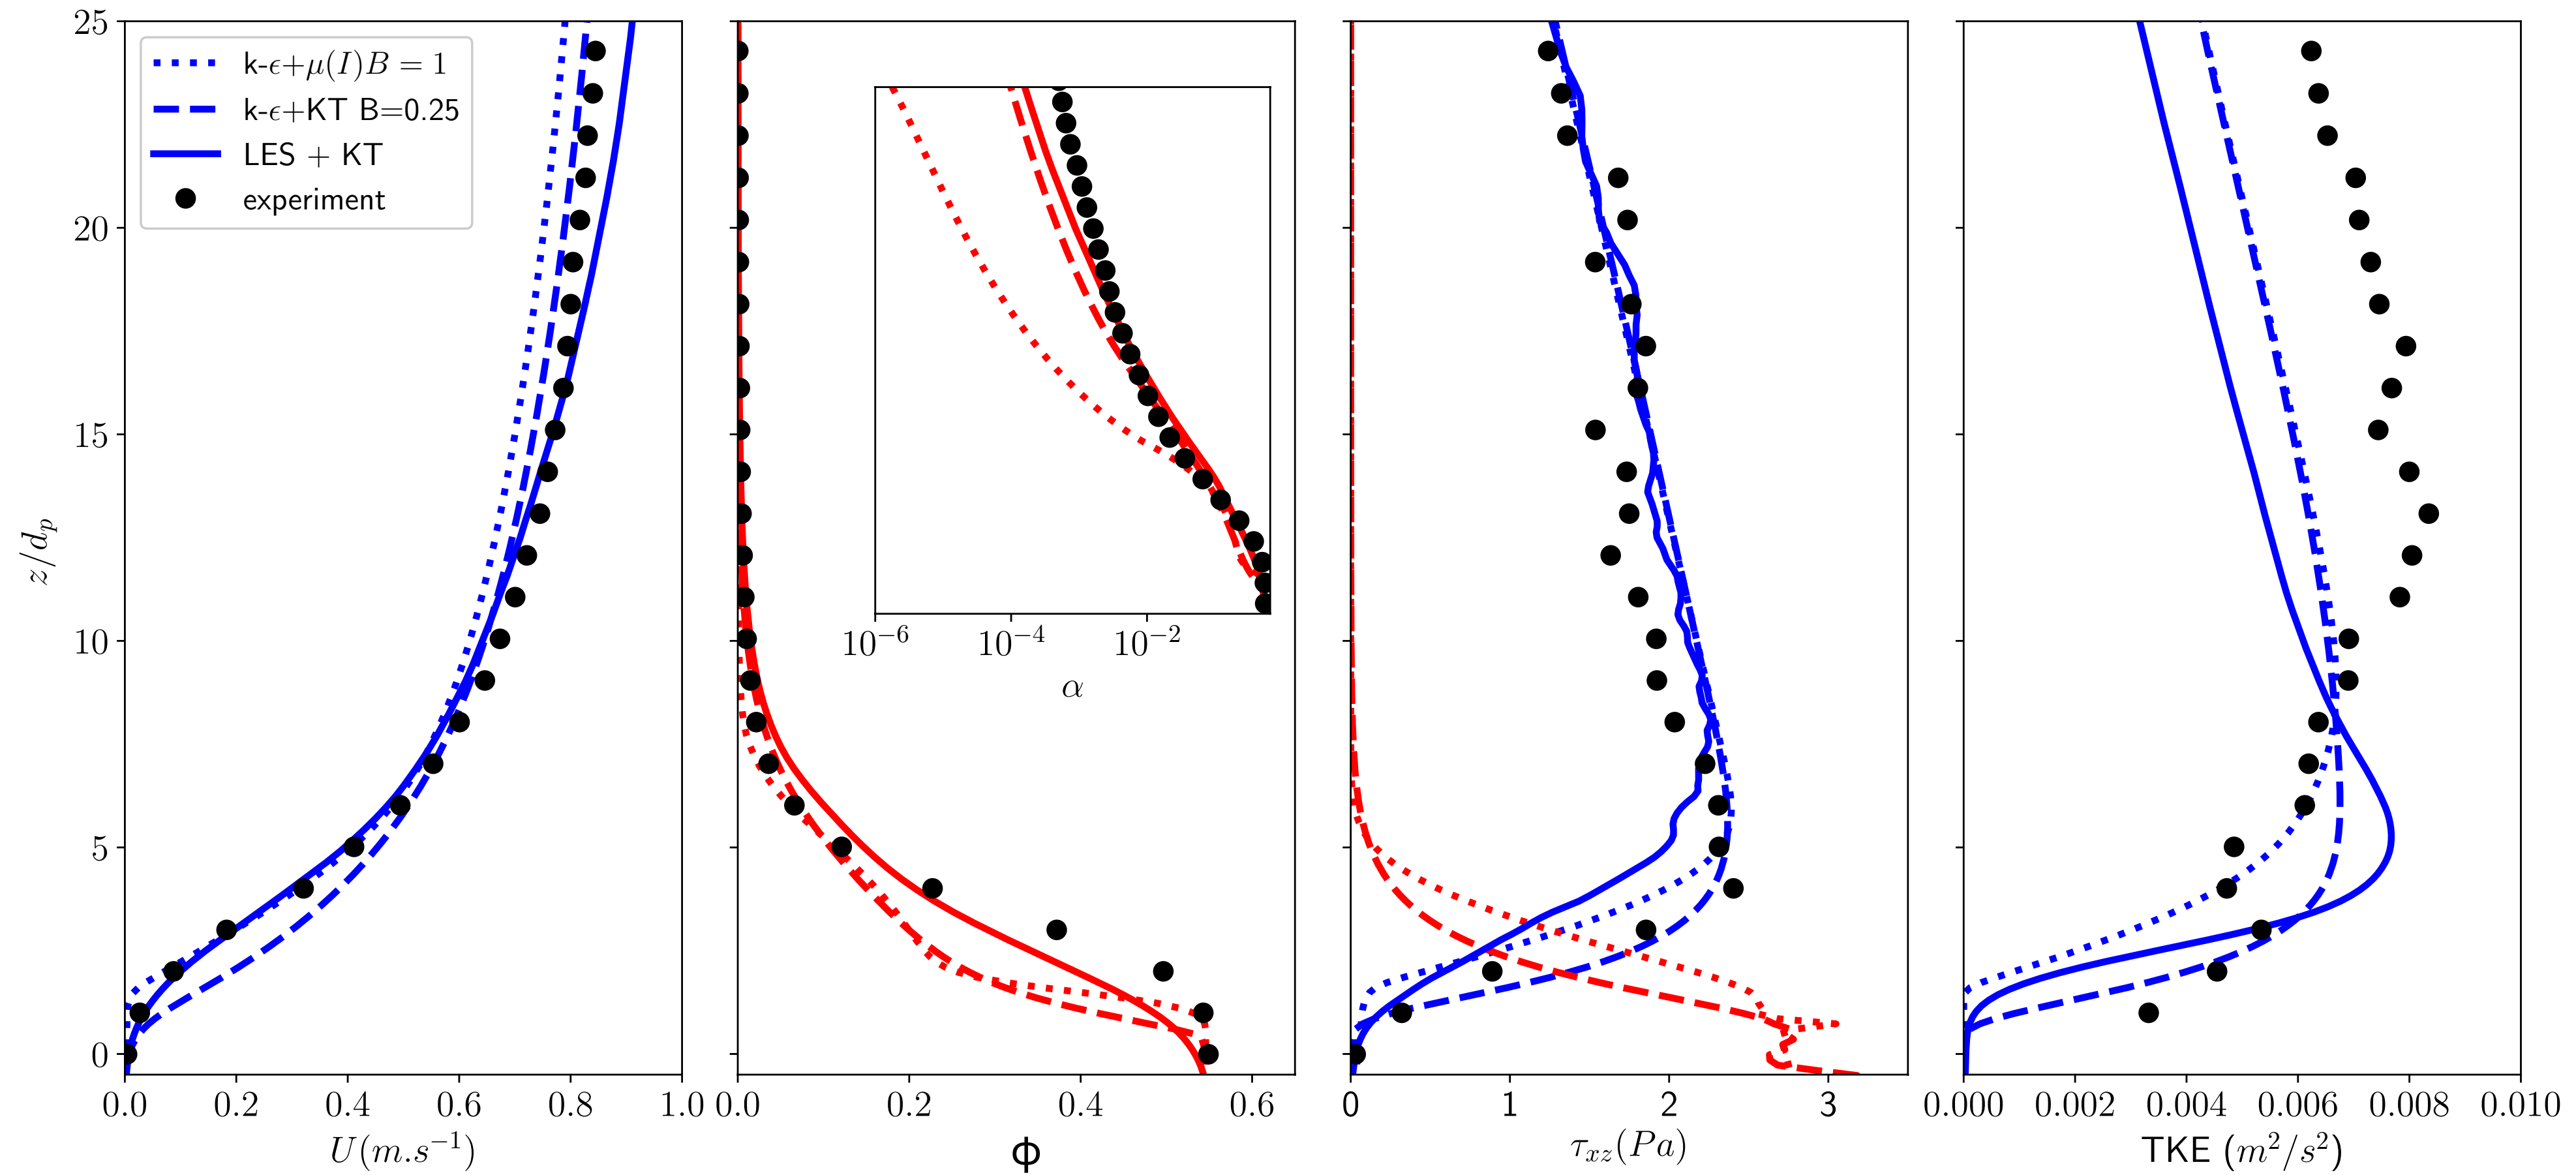 25
20
15
10
5
0
z/d_p
k-ϵ+μ(I)B = 1
k-ϵ+KT B=0.25
LES + KT
experiment
0.0 0.2 0.4 0.6 0.8 1.0
U(m.s⁻¹)
10⁻⁶ 10⁻⁴ 10⁻²
α
0.0 0.2 0.4 0.6
ϕ
0 1 2 3
τ_xz(Pa)
0.000 0.002 0.004 0.006 0.008 0.010
TKE (m²/s²)